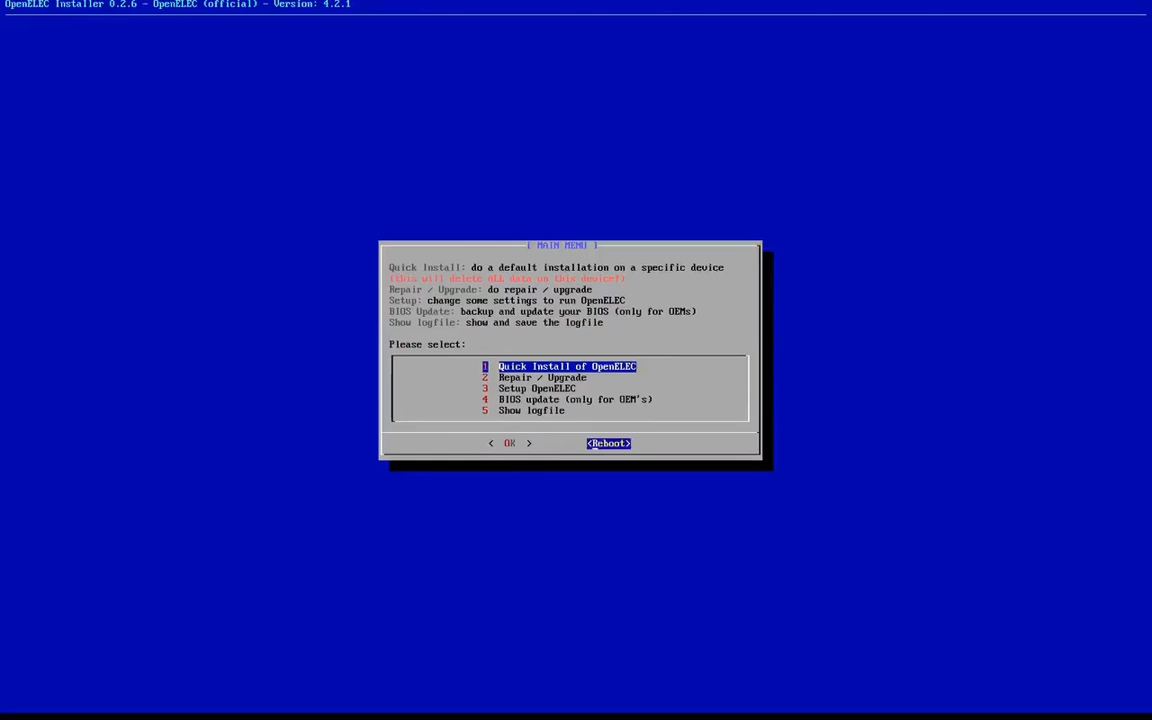 OpenELEC Installer 0.2.6 - OpenELEC (official) - Version: 4.2.1
[ MAIN MENU ]
Quick Install: do a default installation on a specific device
(this will delete ALL data on this device!)
Repair / Upgrade: do repair / upgrade
Setup: change some settings to run OpenELEC
BIOS Update: backup and update your BIOS (only for OEMs)
Show logfile: show and save the logfile
Please select:
1 Quick Install of OpenELEC
2 Repair / Upgrade
3 Setup OpenELEC
4 BIOS update (only for OEM's)
5 Show logfile
< OK > <Reboot>